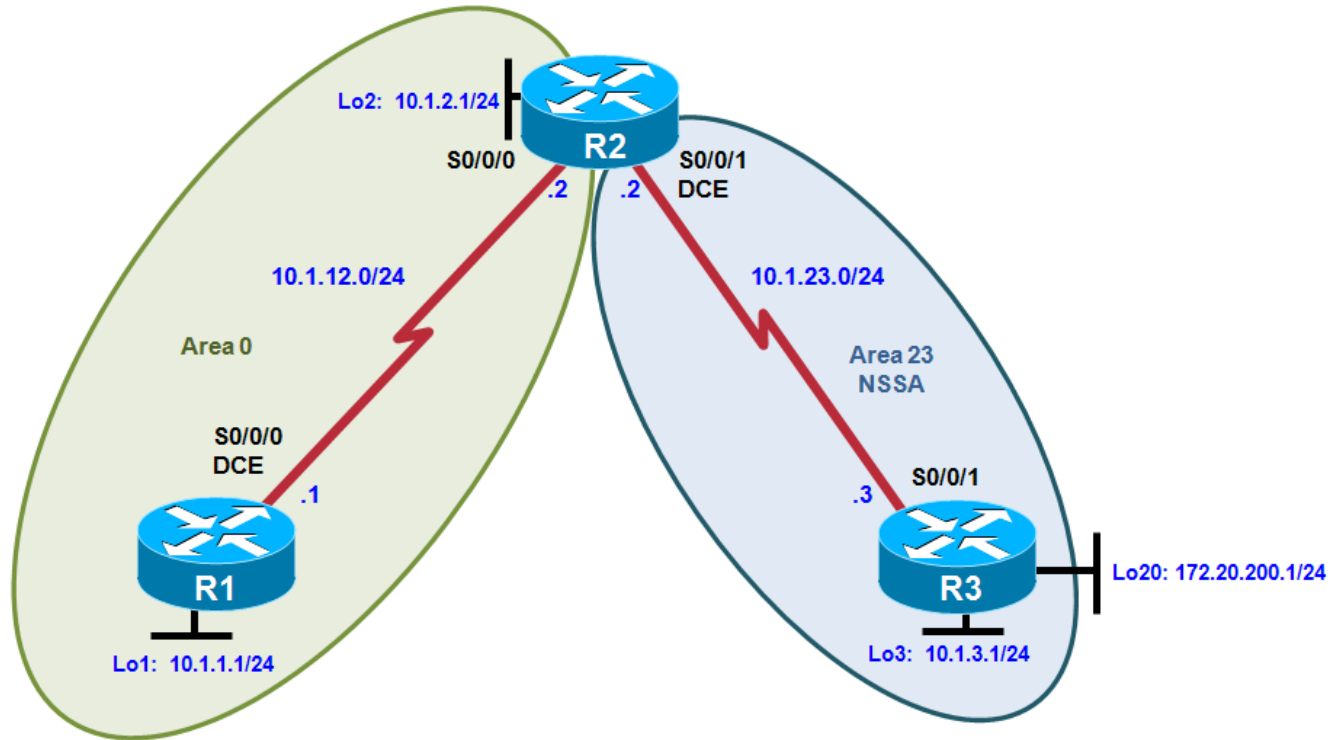 Lo2: 10.1.2.1/24
R2
S0/0/0
S0/0/1
DCE
.2
.2
10.1.12.0/24
10.1.23.0/24
Area 0
Area 23
NSSA
S0/0/0
DCE
.1
S0/0/1
.3
R1
R3
Lo20: 172.20.200.1/24
Lo1: 10.1.1.1/24
Lo3: 10.1.3.1/24